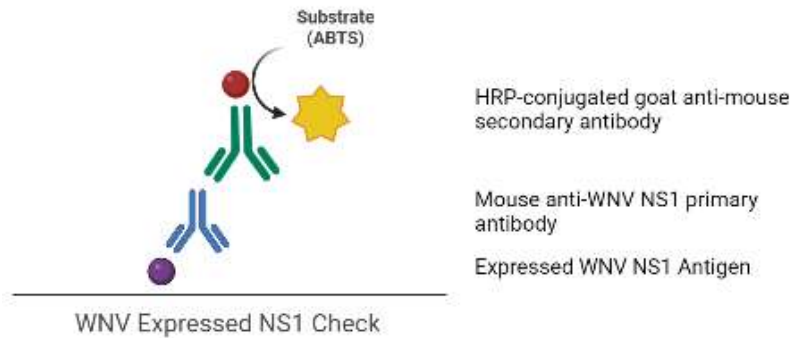 Substrate
(ABTS)
HRP-conjugated goat anti-mouse
secondary antibody
Mouse anti-WNV NS1 primary
antibody
Expressed WNV NS1 Antigen
WNV Expressed NS1 Check